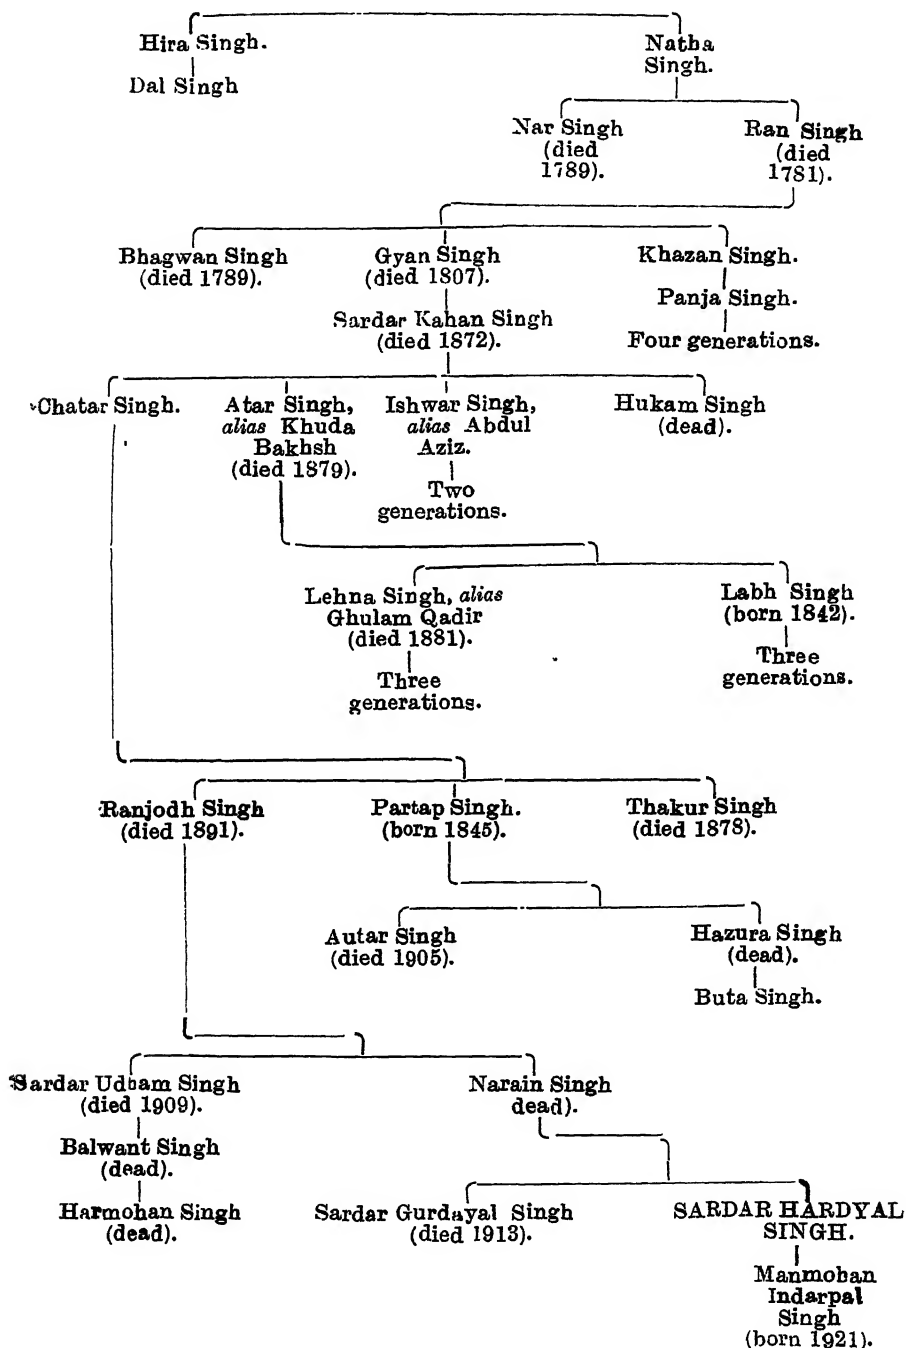 Hira Singh.
Dal Singh
Natha
Singh.
Nar Singh
(died
1789).
Ran Singh
(died
1781).
Bhagwan Singh
(died 1789).
Gyan Singh
(died 1807).
Khazan Singh.
Panja Singh.
Four generations.
Sardar Kahan Singh
(died 1872).
Chatar Singh.
Atar Singh,
alias Khuda
Bakhsh
(died 1879).
Ishwar Singh,
alias Abdul
Aziz.
Two
generations.
Hukam Singh
(dead).
Lehna Singh, alias
Ghulam Qadir
(died 1881).
Three
generations.
Labh Singh
(born 1842).
Three
generations.
Ranjodh Singh
(died 1891).
Partap Singh.
(born 1845).
Thakur Singh
(died 1878).
Autar Singh
(died 1905).
Hazura Singh
(dead).
Buta Singh.
Sardar Udham Singh
(died 1909).
Balwant Singh
(dead).
Harmohan Singh
(dead).
Narain Singh
dead).
Sardar Gurdayal Singh
(died 1913).
SARDAR HARDYAL
SINGH.
Manmohan
Indarpal
Singh
(born 1921).